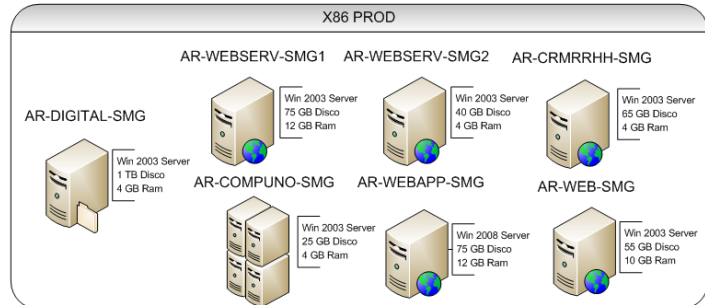 X86 PROD
AR-WEBSERV-SMG1
Win 2003 Server
75 GB Disco
12 GB Ram
AR-WEBSERV-SMG2
Win 2003 Server
40 GB Disco
4 GB Ram
AR-CRMRRHH-SMG
Win 2003 Server
65 GB Disco
4 GB Ram
AR-DIGITAL-SMG
Win 2003 Server
1 TB Disco
4 GB Ram
AR-COMPUNO-SMG
Win 2003 Server
25 GB Disco
4 GB Ram
AR-WEBAPP-SMG
Win 2008 Server
75 GB Disco
12 GB Ram
AR-WEB-SMG
Win 2003 Server
55 GB Disco
10 GB Ram